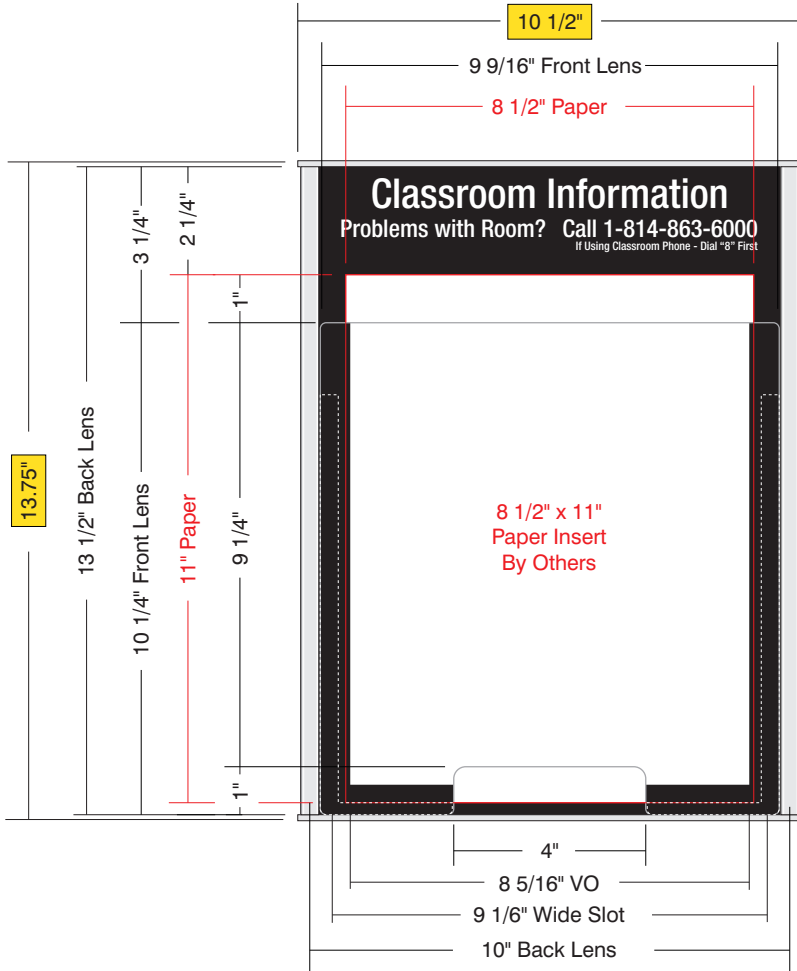 10 1/2"
9 9/16" Front Lens
8 1/2" Paper
Classroom Information
Problems with Room? Call 1-814-863-6000
If Using Classroom Phone - Dial “8” First
13.75"
13 1/2" Back Lens
3 1/4"
10 1/4" Front Lens
2 1/4"
11" Paper
1"
9 1/4"
1"
8 1/2" x 11"
Paper Insert
By Others
4"
8 5/16" VO
9 1/6" Wide Slot
10" Back Lens